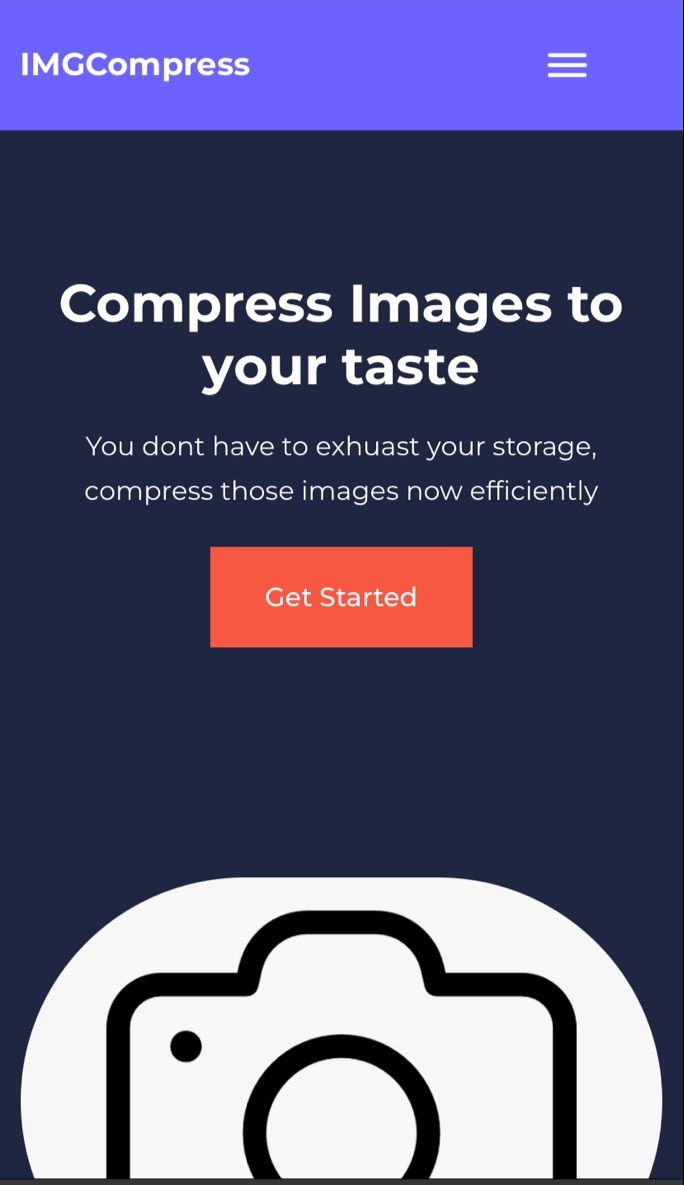 IMGCompress
Compress Images to
your taste
You dont have to exhuast your storage,
compress those images now efficiently
Get Started